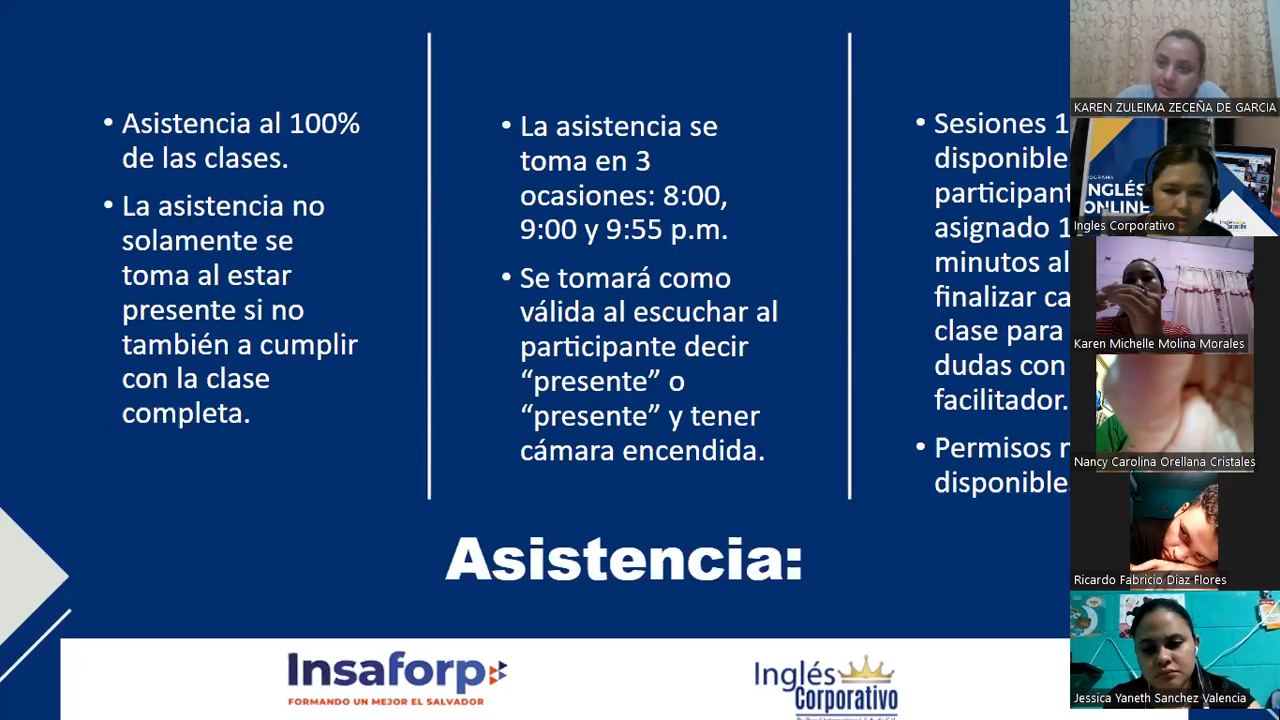 • Asistencia al 100%
de las clases.
• La asistencia no
solamente se
toma al estar
presente si no
también a cumplir
con la clase
completa.
• La asistencia se
toma en 3
ocasiones: 8:00,
9:00 y 9:55 p.m.
• Se tomará como
válida al escuchar al
participante decir
“presente” o
“presente” y tener
cámara encendida.
• Sesiones 1
disponible
participant
asignado 1
minutos al
finalizar ca
clase para
dudas con
facilitador.
• Permisos n
disponible
Asistencia:
Insaforp
FORMANDO UN MEJOR EL SALVADOR
Inglés
Corporativo
KAREN ZULEIMA ZECEÑA DE GARCIA
INGLÉS
ONLINE
Inglés
Corporativo
Ingles Corporativo
Karen Michelle Molina Morales
Nancy Carolina Orellana Cristales
Ricardo Fabricio Diaz Flores
Jessica Yaneth Sanchez Valencia